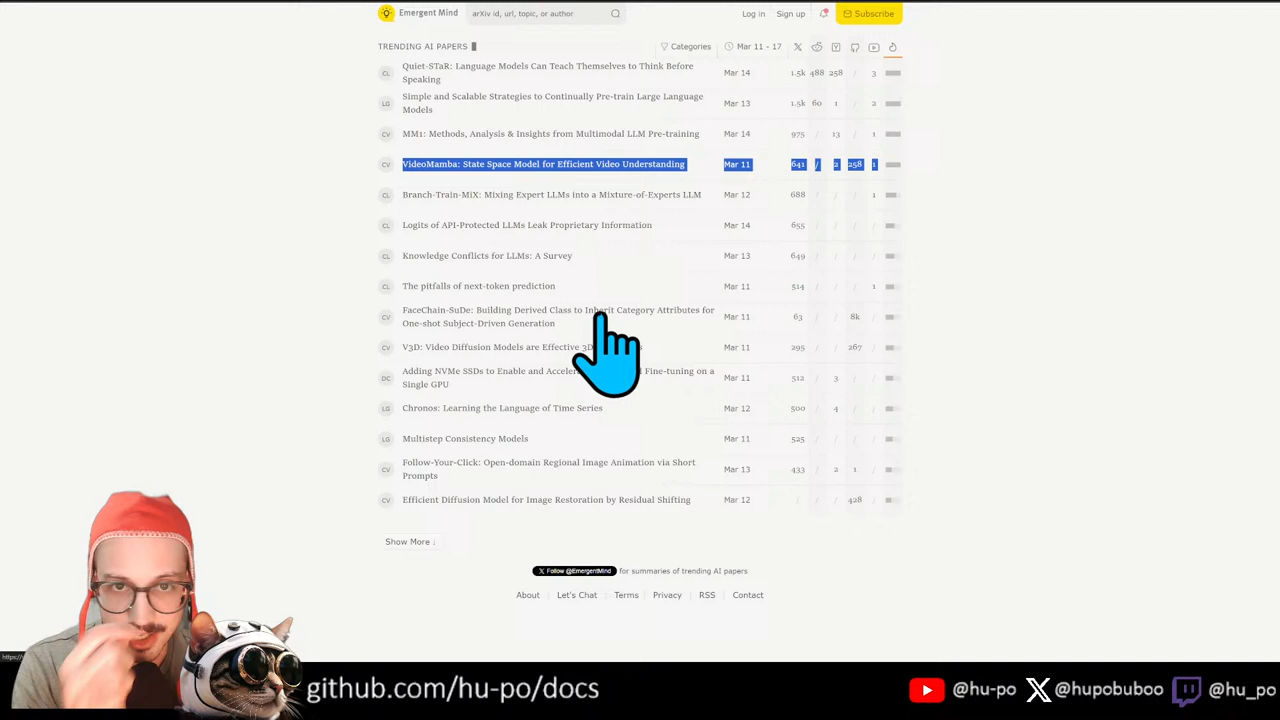 Emergent Mind
arXiv id, url, topic, or author
Log in
Sign up
Subscribe
TRENDING AI PAPERS
Categories
Mar 11 - 17
CL Quiet-STaR: Language Models Can Teach Themselves to Think Before
Speaking
Mar 14 1.5k 488 258 / 3
LG Simple and Scalable Strategies to Continually Pre-train Large Language
Models
Mar 13 1.5k 60 1 / 2
CV MM1: Methods, Analysis & Insights from Multimodal LLM Pre-training Mar 14 975 / 13 / 1
CV VideoMamba: State Space Model for Efficient Video Understanding Mar 11 641 / 2 258 1
CL Branch-Train-MiX: Mixing Expert LLMs into a Mixture-of-Experts LLM Mar 12 688 / / / 1
CL Logits of API-Protected LLMs Leak Proprietary Information Mar 14 655 / / / /
CL Knowledge Conflicts for LLMs: A Survey Mar 13 649 / / / /
CL The pitfalls of next-token prediction Mar 11 514 / / / 1
CV FaceChain-SuDe: Building Derived Class to Inherit Category Attributes for
One-shot Subject-Driven Generation
Mar 11 63 / / 8k /
CV V3D: Video Diffusion Models are Effective Mar 11 295 / / 267 /
DC Adding NVMe SSDs to Enable and Fine-tuning on a
Single GPU
Mar 11 512 / 3 / /
LG Chronos: Learning the Language of Time Series Mar 12 500 / 4 / /
LG Multistep Consistency Models Mar 11 525 / / / /
CV Follow-Your-Click: Open-domain Regional Image Animation via Short
Prompts
Mar 13 433 / 2 1 /
CV Efficient Diffusion Model for Image Restoration by Residual Shifting Mar 12 / / / 428 /
Show More ↓
Follow @EmergentMind for summaries of trending AI papers
About Let's Chat Terms Privacy RSS Contact
github.com/hu-po/docs
@hu-po
@hupobuboo
@hu_po